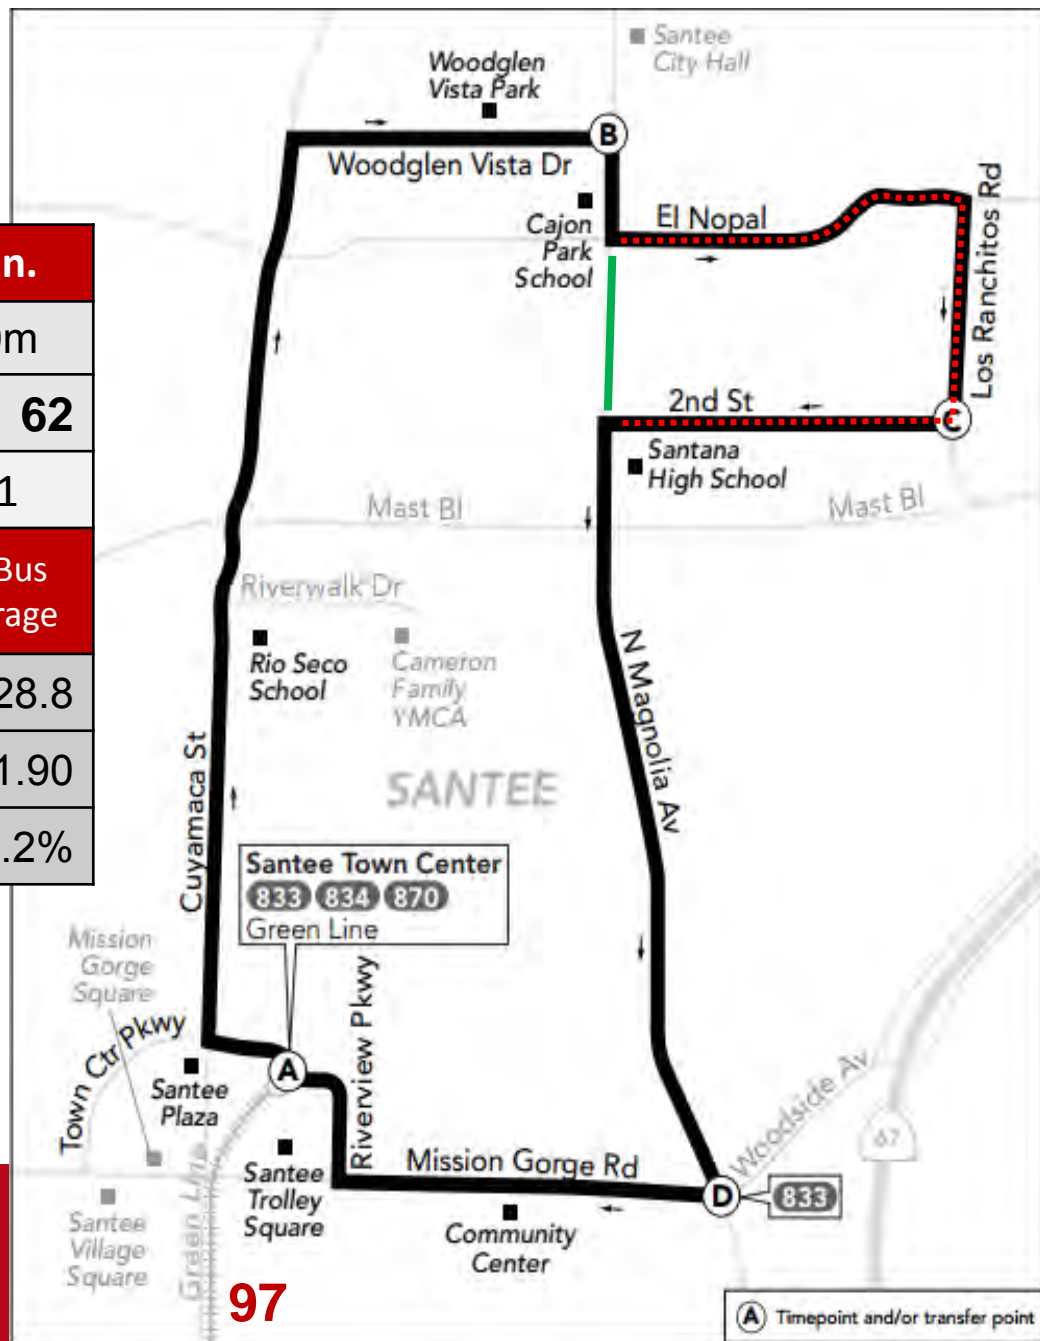 Santee
City Hall
Woodglen
Vista Park
B
Woodglen Vista Dr
Los Ranchitos Rd
Cajon
Park
School
El Nopal
n.
m
62
1
Bus
rage
28.8
1.90
.2%
2nd St
C
Santana
High School
Mast Bl
Mast Bl
Riverwalk Dr
Rio Seco
School
Cameron
Family
YMCA
N Magnolia Av
SANTEE
Cuyamaca St
Santee Town Center
833 834 870
Green Line
Mission
Gorge
Square
Town Ctr Pkwy
Santee
Plaza
A
Riverview Pkwy
Woodside Av
67
Santee
Trolley
Square
Mission Gorge Rd
D
833
Community
Center
Santee
Village
Square
Green Line
97
A Timepoint and/or transfer point